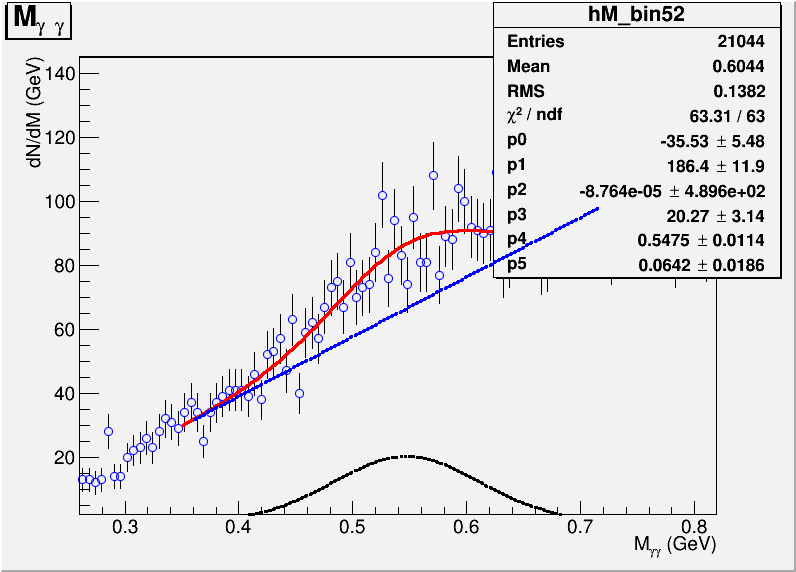 M_γγ
hM_bin52
Entries 21044
Mean 0.6044
RMS 0.1382
χ² / ndf 63.31 / 63
p0 -35.53 ± 5.48
p1 186.4 ± 11.9
p2 -8.764e-05 ± 4.896e+02
p3 20.27 ± 3.14
p4 0.5475 ± 0.0114
p5 0.0642 ± 0.0186
dN/dM (GeV)
140
120
100
80
60
40
20
0.3 0.4 0.5 0.6 0.7 0.8
M_γγ (GeV)